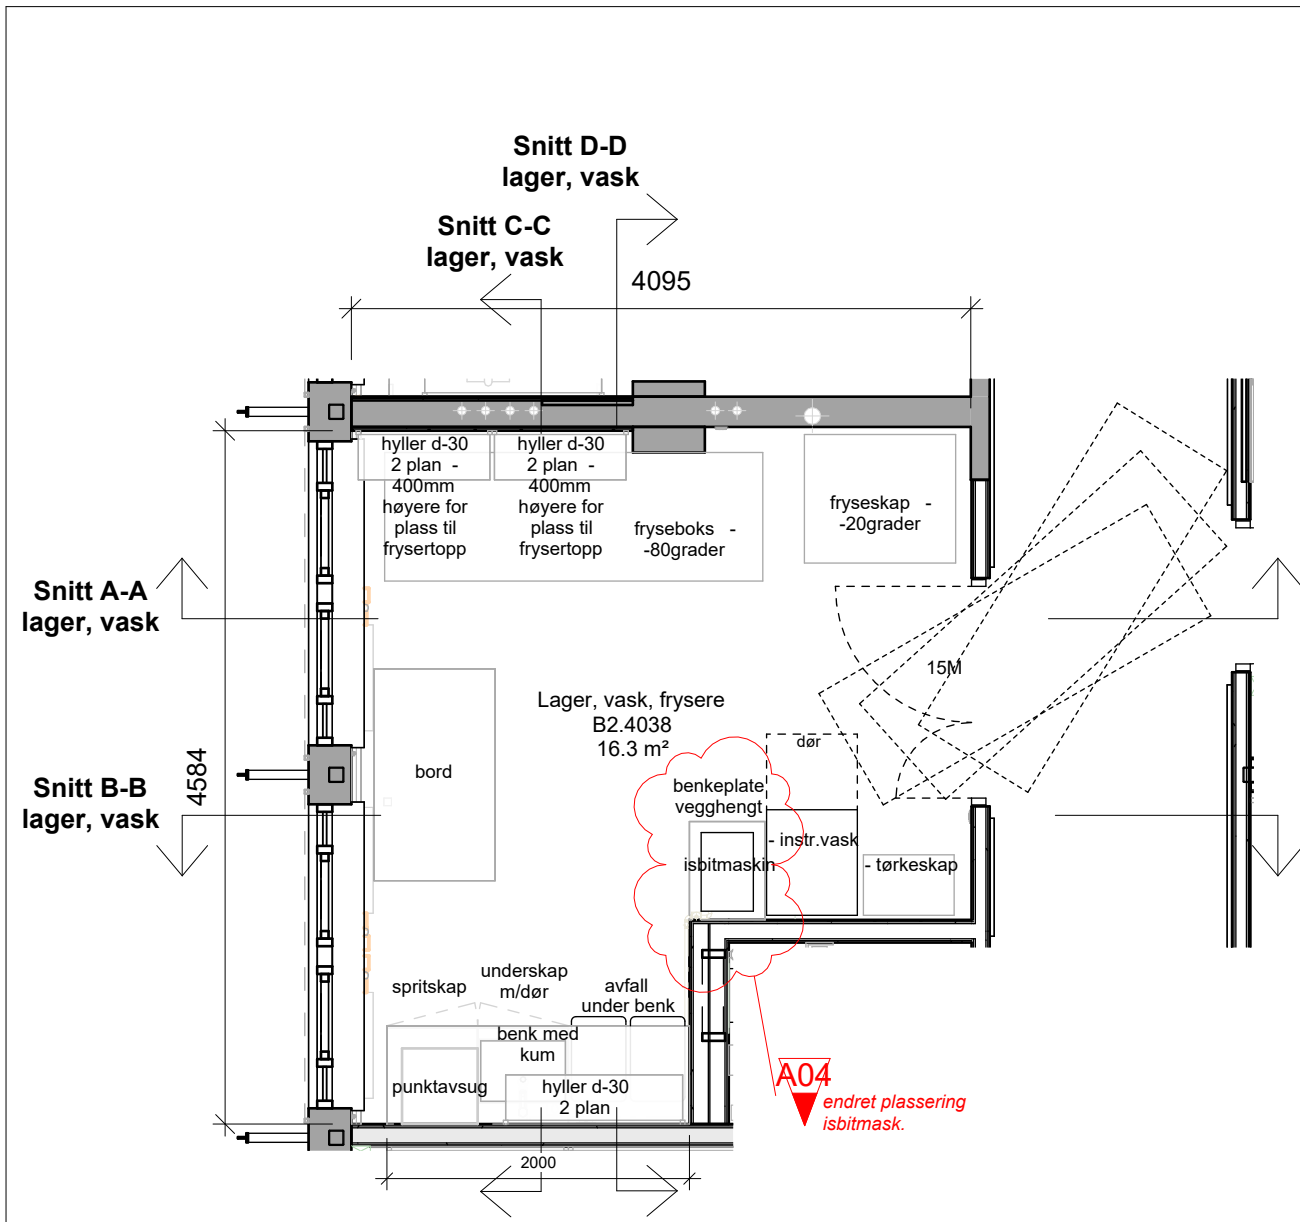 Snitt D-D
lager, vask
Snitt C-C
lager, vask
4095
hyller d-30
2 plan -
400mm
høyere for
plass til
frysertopp
hyller d-30
2 plan -
400mm
høyere for
plass til
frysertopp
fryseboks -
-80grader
fryseskap -
-20grader
Snitt A-A
lager, vask
15M
Lager, vask, frysere
B2.4038
16.3 m²
dør
bord
4584
Snitt B-B
lager, vask
benkeplate
vegghengt
- instr.vask
isbitmaskin
- tørkeskap
spritskap
underskap
m/dør
avfall
under benk
benk med
kum
punktavsug
hyller d-30
2 plan
A04
endret plassering
isbitmask.
2000